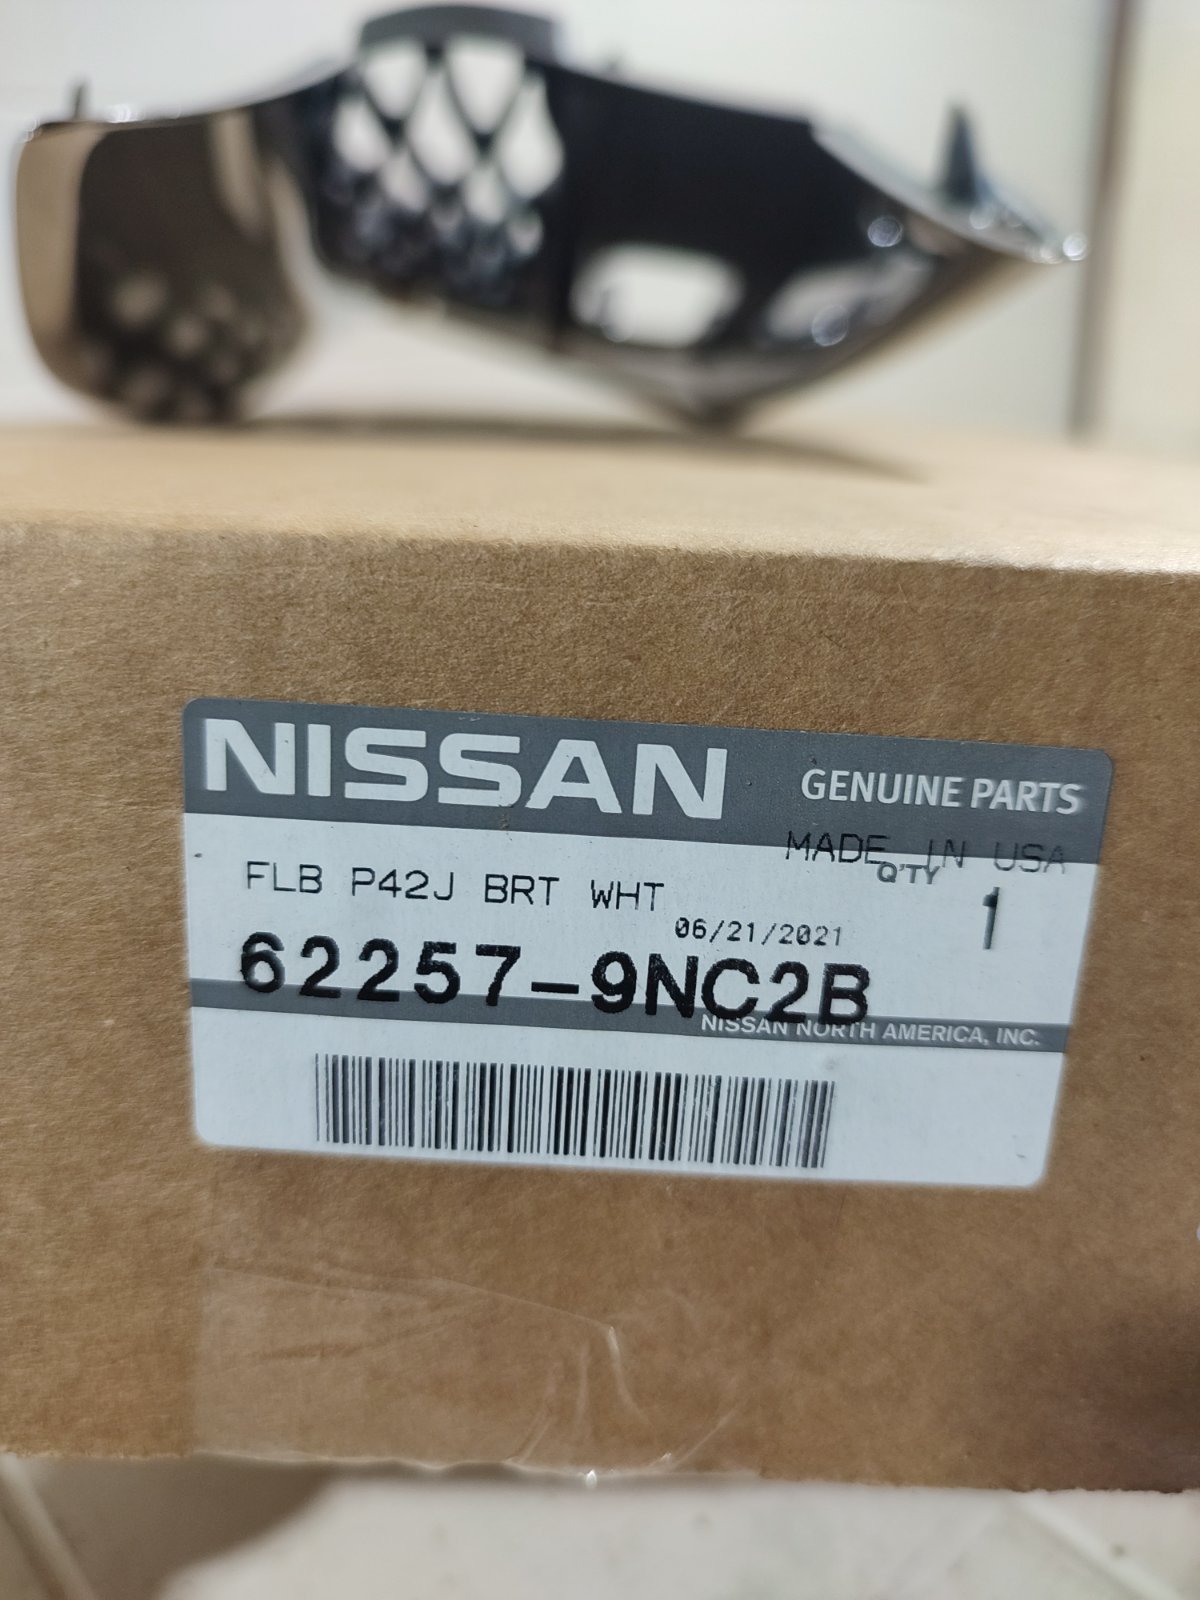 NISSAN GENUINE PARTS
MADE IN USA
Q'TY
FLB P42J BRT WHT
1
06/21/2021
62257-9NC2B
NISSAN NORTH AMERICA, INC.